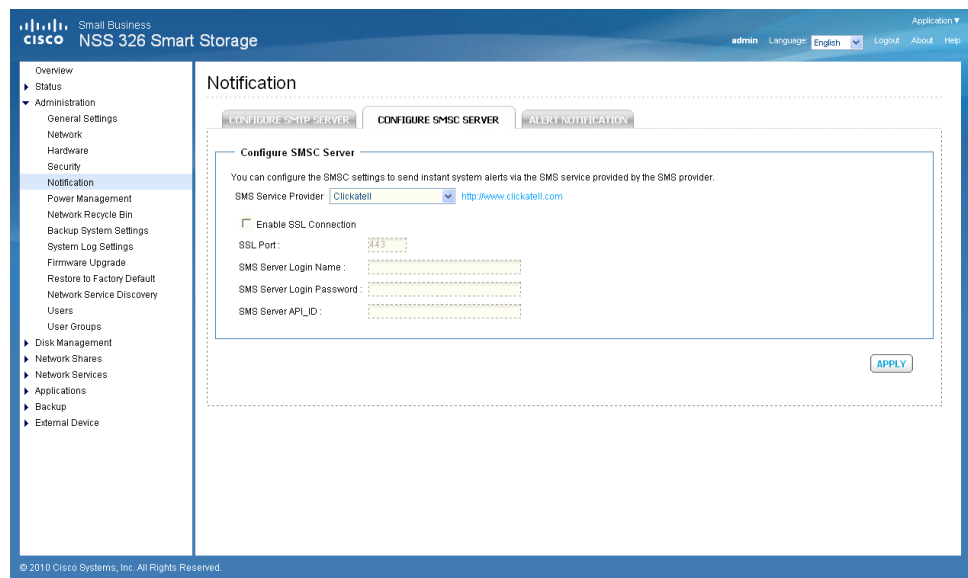 Small Business
CISCO NSS 326 Smart Storage
Application
admin Language: English Logout About Help
Overview
Status
Administration
General Settings
Network
Hardware
Security
Notification
Power Management
Network Recycle Bin
Backup System Settings
System Log Settings
Firmware Upgrade
Restore to Factory Default
Network Service Discovery
Users
User Groups
Disk Management
Network Shares
Network Services
Applications
Backup
External Device
Notification
CONFIGURE SMTP SERVER CONFIGURE SMSC SERVER ALERT NOTIFICATION
Configure SMSC Server
You can configure the SMSC settings to send instant system alerts via the SMS service provided by the SMS provider.
SMS Service Provider Clickatell http://www.clickatell.com
Enable SSL Connection
SSL Port : 443
SMS Server Login Name :
SMS Server Login Password :
SMS Server API_ID :
APPLY
© 2010 Cisco Systems, Inc. All Rights Reserved.